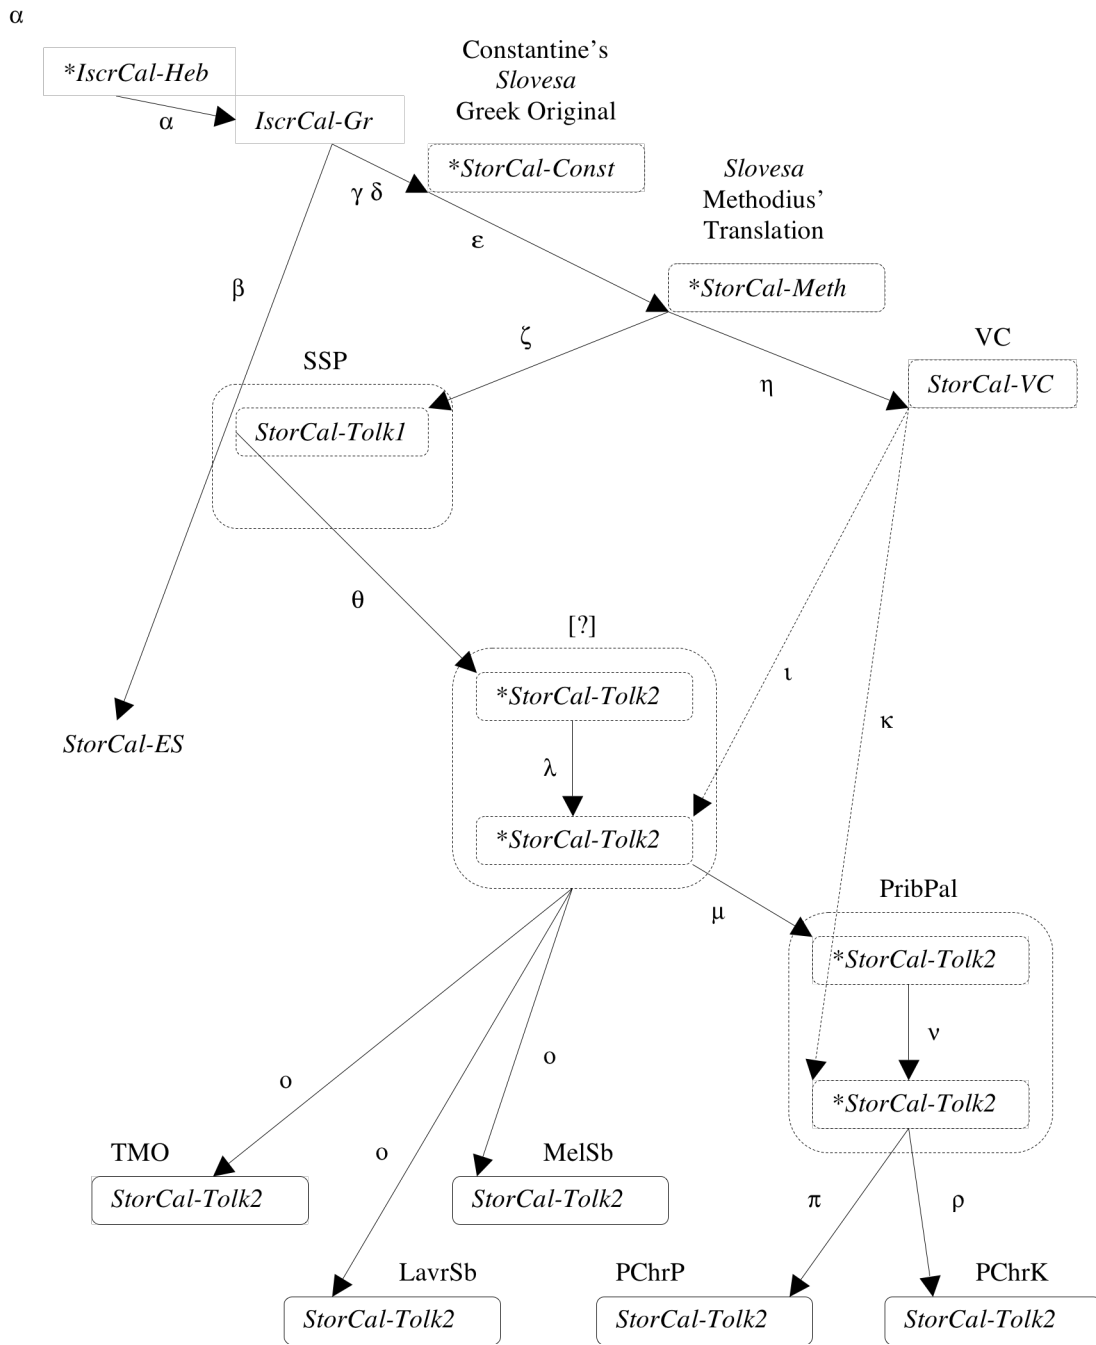 α
*IscrCal-Heb
α
IscrCal-Gr
Constantine’s
Slovesa
Greek Original
*StorCal-Const
γ δ
ε
Slovesa
Methodius’
Translation
*StorCal-Meth
β
ζ
η
SSP
StorCal-Tolk1
VC
StorCal-VC
θ
[?]
*StorCal-Tolk2
ι
κ
StorCal-ES
λ
*StorCal-Tolk2
μ
PribPal
*StorCal-Tolk2
ν
*StorCal-Tolk2
ο
ο
ο
TMO
StorCal-Tolk2
MelSb
StorCal-Tolk2
π
ρ
LavrSb
StorCal-Tolk2
PChrP
StorCal-Tolk2
PChrK
StorCal-Tolk2